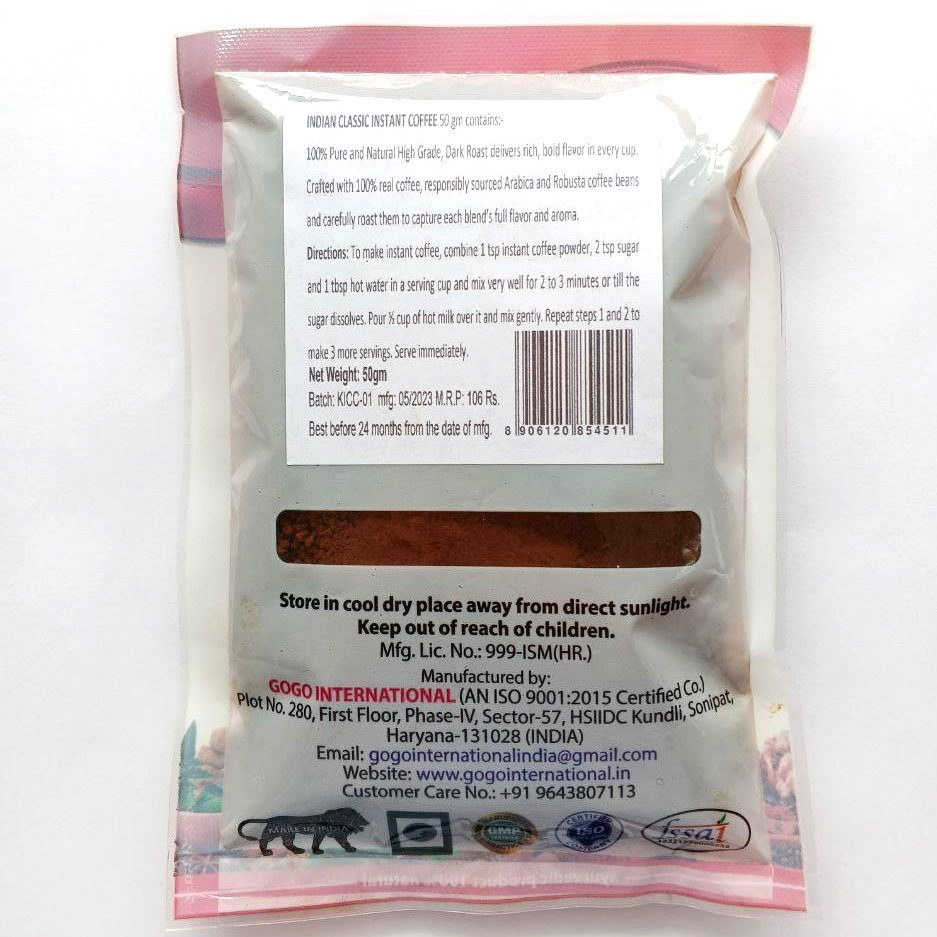 INDIAN CLASSIC INSTANT COFFEE 50 gm contains:-
100% Pure and Natural High Grade, Dark Roast delivers rich, bold flavor in every cup.
Crafted with 100% real coffee, responsibly sourced Arabica and Robusta coffee beans
and carefully roast them to capture each blend's full flavor and aroma.
Directions: To make instant coffee, combine 1 tsp instant coffee powder, 2 tsp sugar
and 1 tbsp hot water in a serving cup and mix very well for 2 to 3 minutes or till the
sugar dissolves. Pour ¾ cup of hot milk over it and mix gently. Repeat steps 1 and 2 to
make 3 more servings. Serve immediately.
Net Weight: 50gm
Batch: KICC-01 mfg: 05/2023 M.R.P: 106 Rs.
Best before 24 months from the date of mfg.
8 906120 854511
Store in cool dry place away from direct sunlight.
Keep out of reach of children.
Mfg. Lic. No.: 999-ISM(HR.)
Manufactured by:
GOGO INTERNATIONAL (AN ISO 9001:2015 Certified Co.)
Plot No. 280, First Floor, Phase-IV, Sector-57, HSIIDC Kundli, Sonipat,
Haryana-131028 (INDIA)
Email: gogointernationalindia@gmail.com
Website: www.gogointernational.in
Customer Care No.: +91 9643807113
MAKE IN INDIA
GMP
CERTIFIED
ISO
COMPANY
fssai
ayurvedic product 100% natural